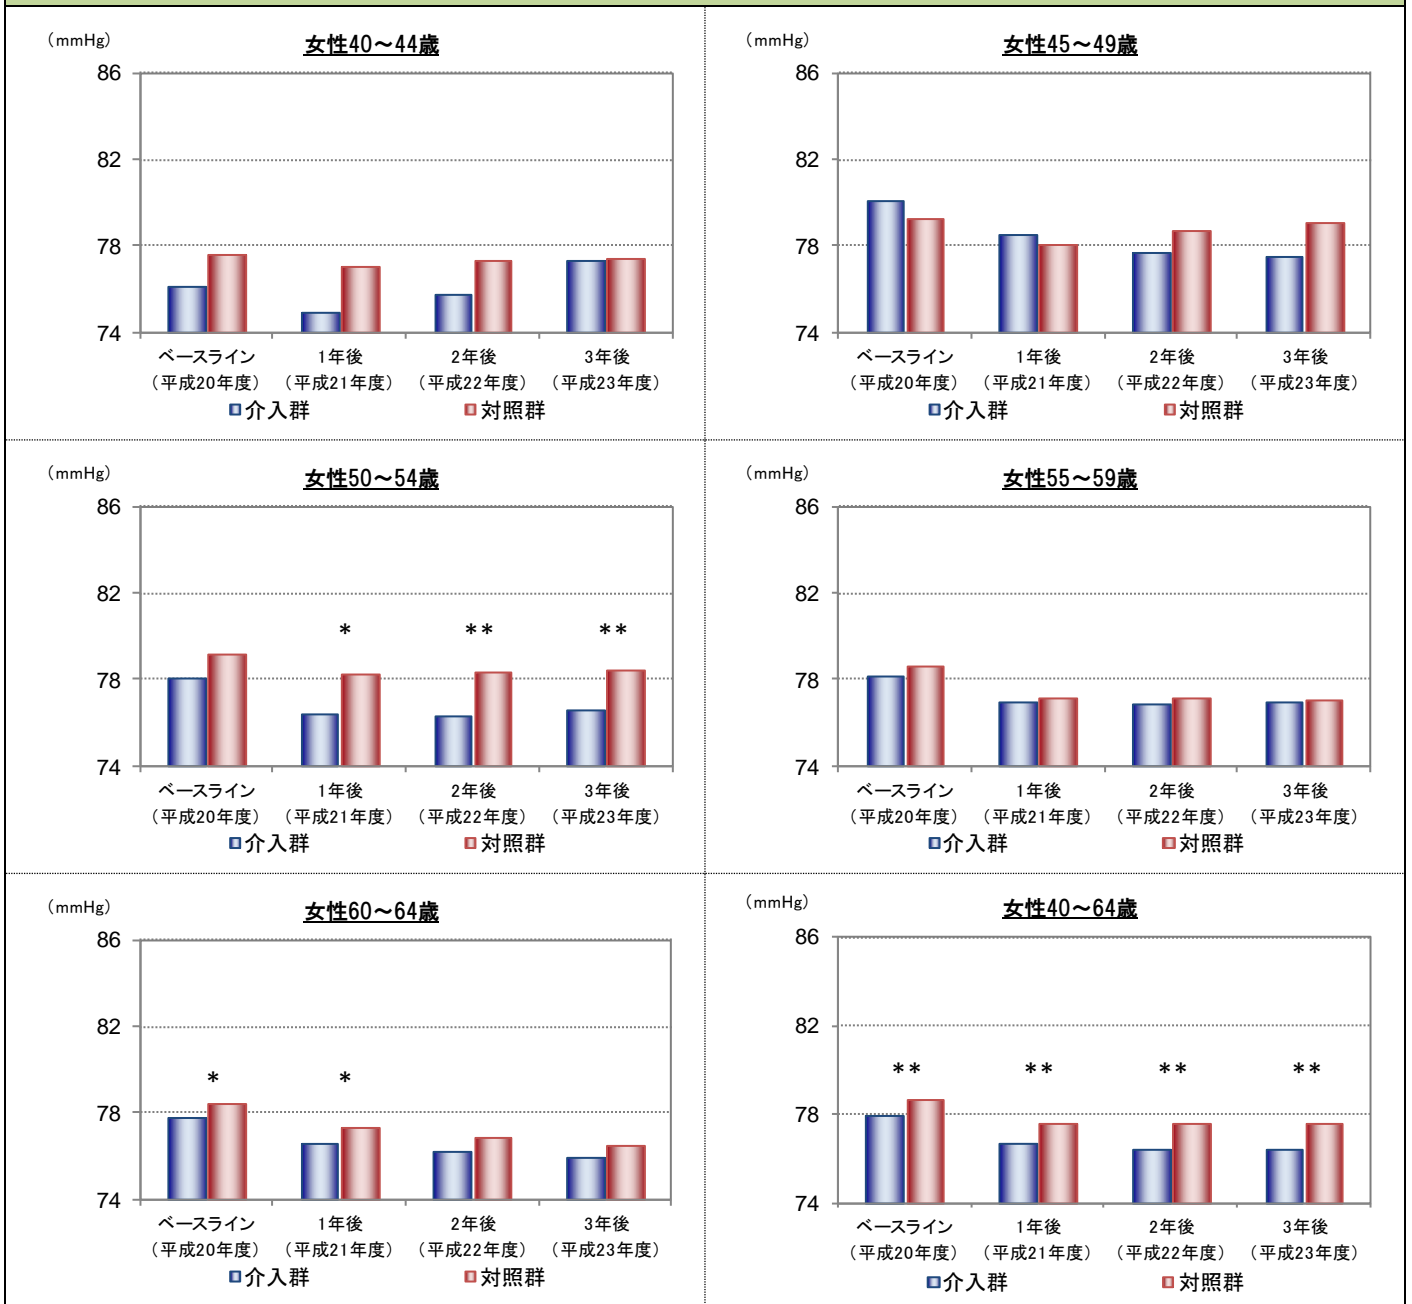 (mmHg)
女性40～44歳
86
82
78
74
ベースライン 1年後 2年後 3年後
（平成20年度） （平成21年度） （平成22年度） （平成23年度）
介入群 対照群
(mmHg)
女性45～49歳
86
82
78
74
ベースライン 1年後 2年後 3年後
（平成20年度） （平成21年度） （平成22年度） （平成23年度）
介入群 対照群
(mmHg)
女性50～54歳
86
82
* ** **
78
74
ベースライン 1年後 2年後 3年後
（平成20年度） （平成21年度） （平成22年度） （平成23年度）
介入群 対照群
(mmHg)
女性55～59歳
86
82
78
74
ベースライン 1年後 2年後 3年後
（平成20年度） （平成21年度） （平成22年度） （平成23年度）
介入群 対照群
(mmHg)
女性60～64歳
86
82
* *
78
74
ベースライン 1年後 2年後 3年後
（平成20年度） （平成21年度） （平成22年度） （平成23年度）
介入群 対照群
(mmHg)
女性40～64歳
86
82
** ** ** **
78
74
ベースライン 1年後 2年後 3年後
（平成20年度） （平成21年度） （平成22年度） （平成23年度）
介入群 対照群